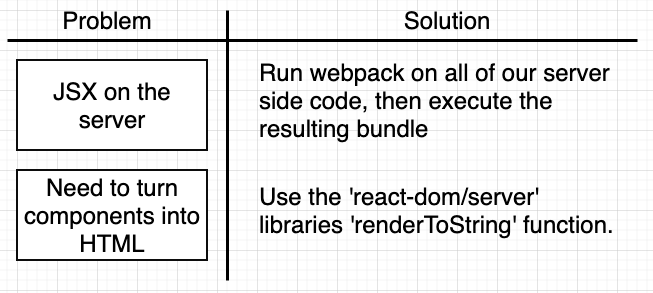 Problem
Solution
JSX on the
server
Run webpack on all of our server
side code, then execute the
resulting bundle
Need to turn
components into
HTML
Use the 'react-dom/server'
libraries 'renderToString' function.